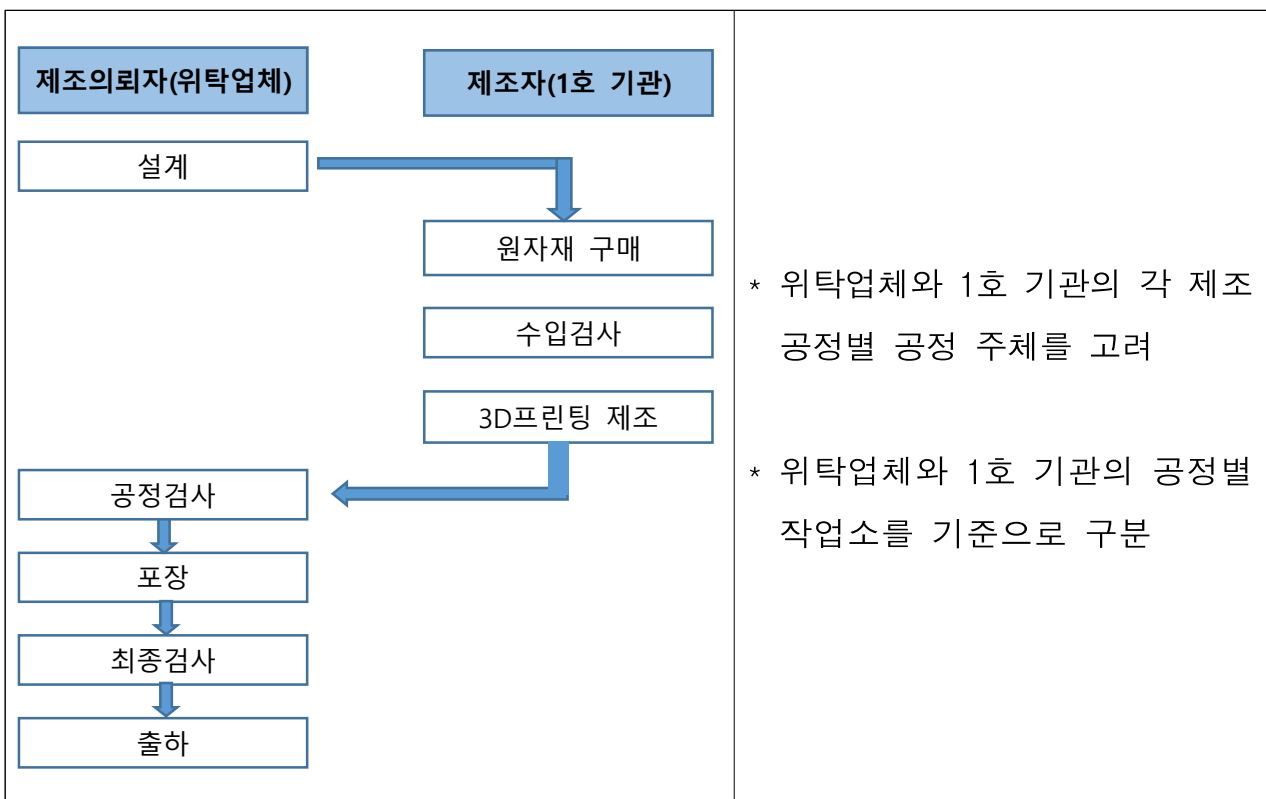 제조의뢰자(위탁업체)
제조자(1호 기관)
설계
원자재 구매
수입검사
3D프린팅 제조
공정검사
포장
최종검사
출하
* 위탁업체와 1호 기관의 각 제조
공정별 공정 주체를 고려
* 위탁업체와 1호 기관의 공정별
작업소를 기준으로 구분